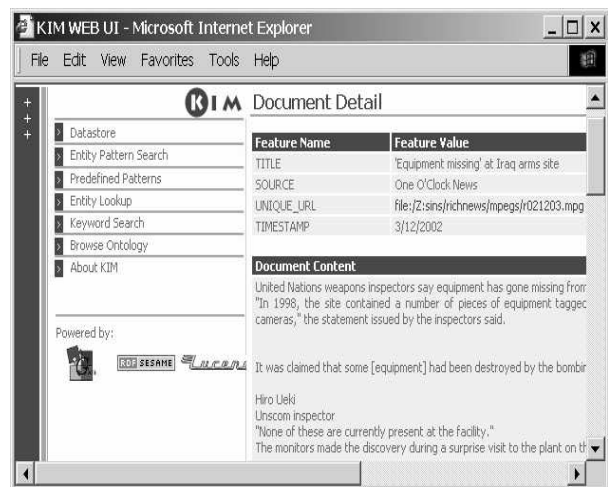 KIM WEB UI - Microsoft Internet Explorer
File Edit View Favorites Tools Help
KIM
Datastore
Entity Pattern Search
Predefined Patterns
Entity Lookup
Keyword Search
Browse Ontology
About KIM
Powered by:
RDF SESAME
Lucen
Document Detail
Feature Name Feature Value
TITLE 'Equipment missing' at Iraq arms site
SOURCE One O'Clock News
UNIQUE_URL file:/Z:sins/richnews/mpegs/r021203.mpg
TIMESTAMP 3/12/2002
Document Content
United Nations weapons inspectors say equipment has gone missing from
"In 1998, the site contained a number of pieces of equipment tagged
cameras," the statement issued by the inspectors said.
It was claimed that some [equipment] had been destroyed by the bombin
Hiro Ueki
Unscom inspector
"None of these are currently present at the facility."
The monitors made the discovery during a surprise visit to the plant on th